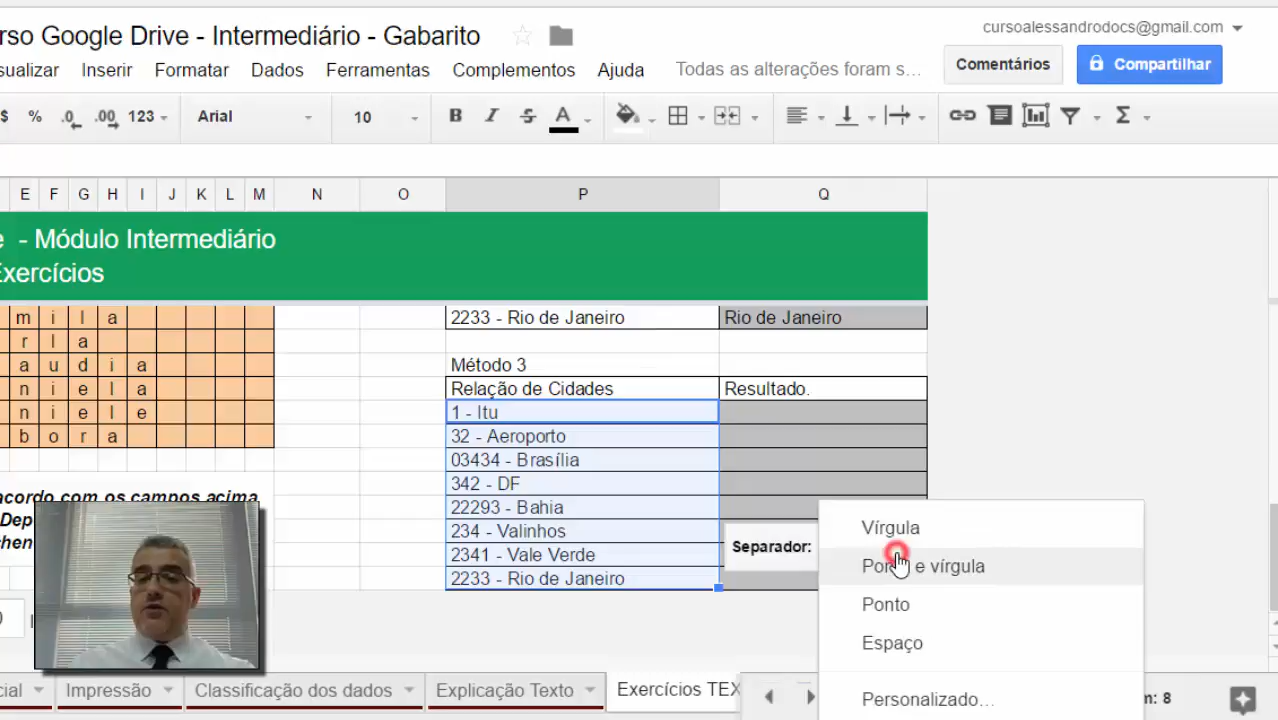 rso Google Drive - Intermediário - Gabarito
cursoalessandrodocs@gmail.com
sualizar Inserir Formatar Dados Ferramentas Complementos Ajuda Todas as alterações foram s... Comentários Compartilhar
$ % .0 .00 123 Arial 10 B I S A Σ
E F G H I J K L M N O P Q
e - Módulo Intermediário
Exercícios
m i l a 2233 - Rio de Janeiro Rio de Janeiro
r l a
a u d i a Método 3
n i e l a Relação de Cidades Resultado.
n i e l e 1 - Itu
b o r a 32 - Aeroporto
03434 - Brasília
342 - DF
acordo com os campos acima 22293 - Bahia
Dep 234 - Valinhos
chen 2341 - Vale Verde
2233 - Rio de Janeiro
Separador:
Vírgula
Ponto e vírgula
Ponto
Espaço
Personalizado...
cial Impressão Classificação dos dados Explicação Texto Exercícios TEX m: 8